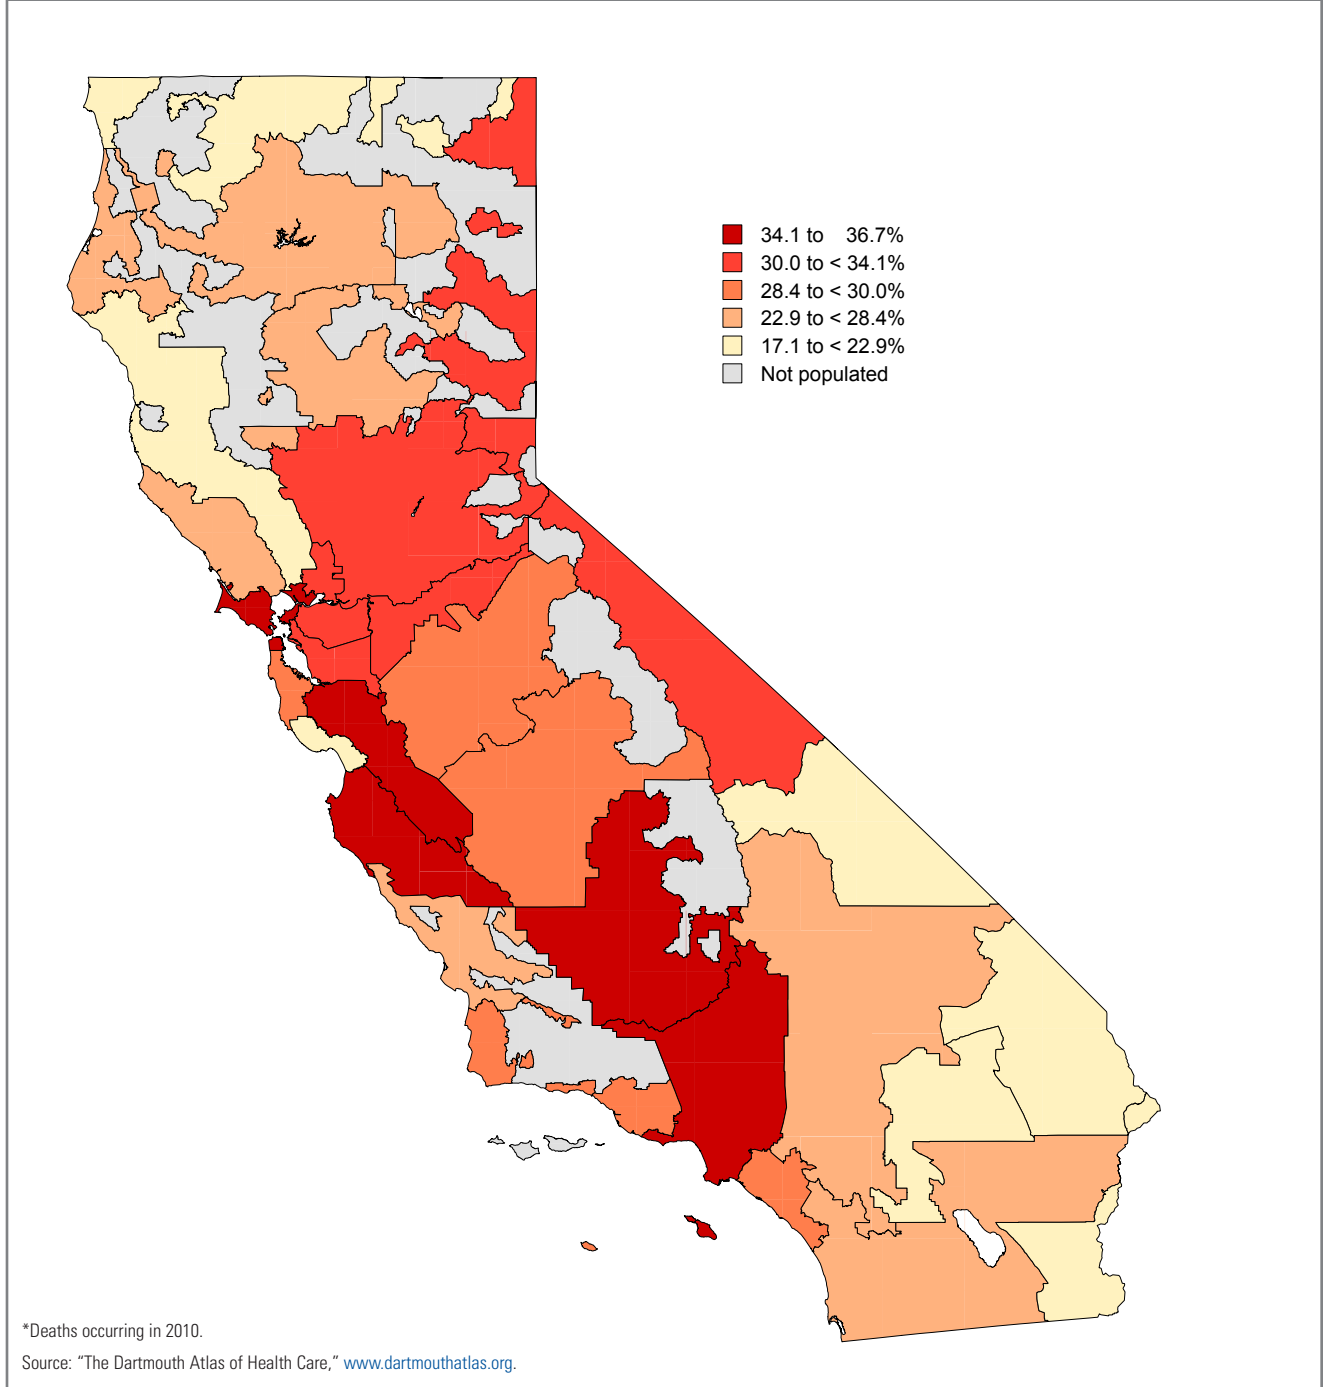 34.1 to 36.7%
30.0 to < 34.1%
28.4 to < 30.0%
22.9 to < 28.4%
17.1 to < 22.9%
Not populated
*Deaths occurring in 2010.
Source: “The Dartmouth Atlas of Health Care,” www.dartmouthatlas.org.